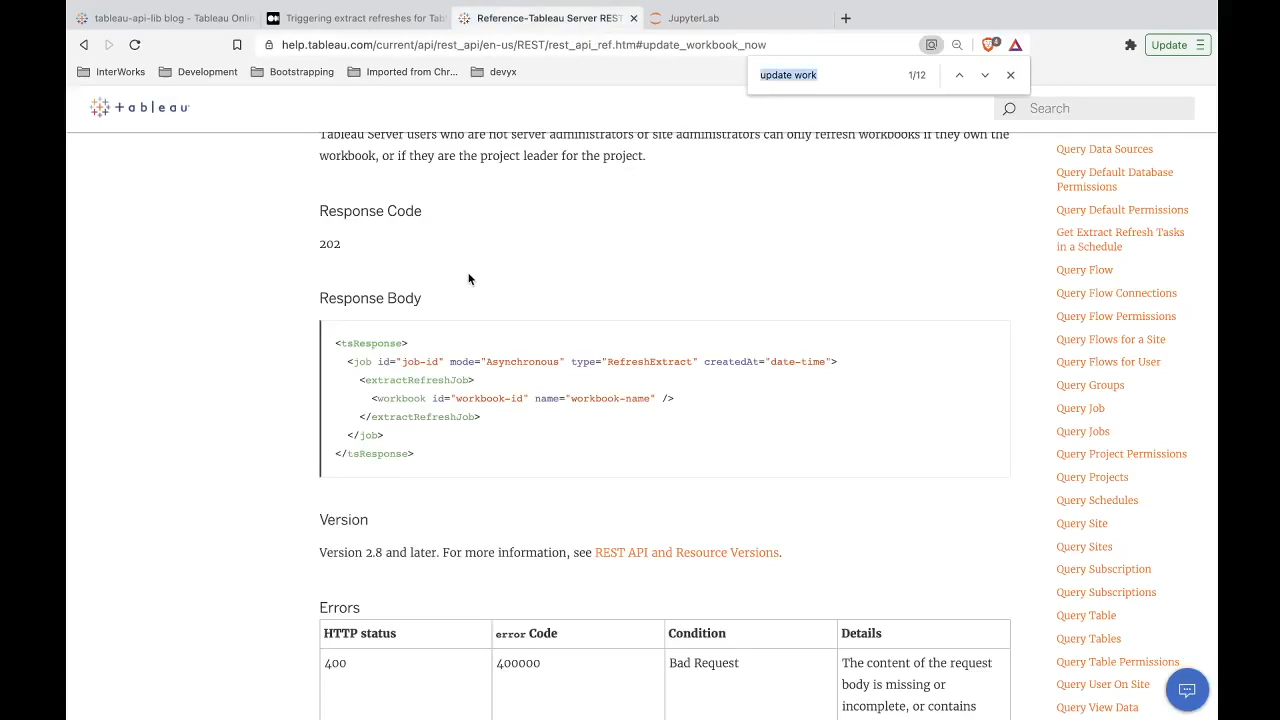 tableau-api-lib blog - Tableau Onlin
Triggering extract refreshes for Tab
Reference-Tableau Server REST
JupyterLab
help.tableau.com/current/api/rest_api/en-us/REST/rest_api_ref.htm#update_workbook_now
4
Update
InterWorks
Development
Bootstrapping
Imported from Chr...
devyx
update work
1/12
+ a b l e a u
Search
Tableau Server users who are not server administrators or site administrators can only refresh workbooks if they own the
workbook, or if they are the project leader for the project.
Response Code
202
Response Body
<tsResponse>
<job id="job-id" mode="Asynchronous" type="RefreshExtract" createdAt="date-time">
<extractRefreshJob>
<workbook id="workbook-id" name="workbook-name" />
</extractRefreshJob>
</job>
</tsResponse>
Version
Version 2.8 and later. For more information, see REST API and Resource Versions.
Errors
HTTP status
error Code
Condition
Details
400
400000
Bad Request
The content of the request
body is missing or
incomplete, or contains
Query Data Sources
Query Default Database
Permissions
Query Default Permissions
Get Extract Refresh Tasks
in a Schedule
Query Flow
Query Flow Connections
Query Flow Permissions
Query Flows for a Site
Query Flows for User
Query Groups
Query Job
Query Jobs
Query Project Permissions
Query Projects
Query Schedules
Query Site
Query Sites
Query Subscription
Query Subscriptions
Query Table
Query Tables
Query Table Permissions
Query User On Site
Query View Data